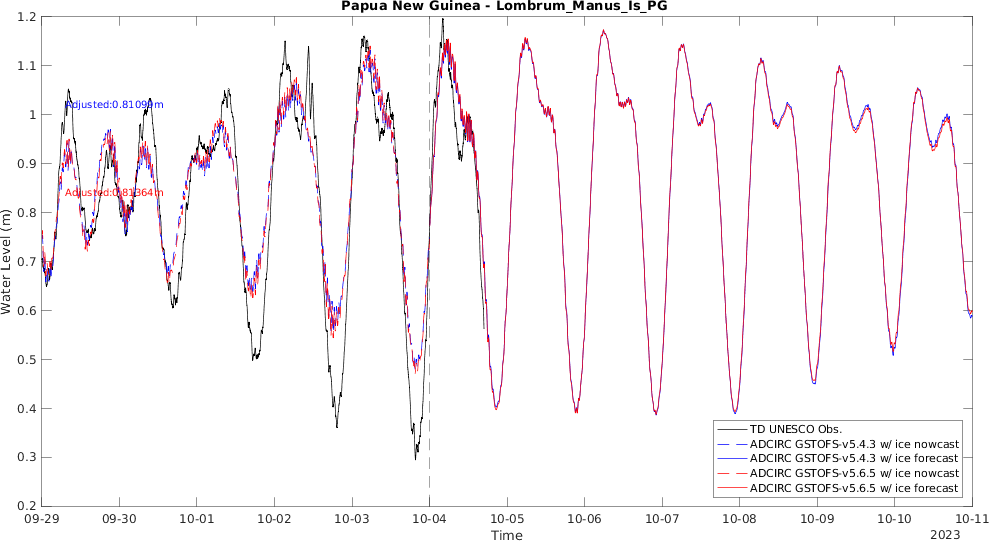 Papua New Guinea - Lombrum_Manus_Is_PG
1.2
1.1
1
0.9
0.8
0.7
0.6
0.5
0.4
0.3
0.2
Water Level (m)
Adjusted:0.81099m
Adjusted:0.81364m
TD UNESCO Obs.
ADCIRC GSTOFS-v5.4.3 w/ ice nowcast
ADCIRC GSTOFS-v5.4.3 w/ ice forecast
ADCIRC GSTOFS-v5.6.5 w/ ice nowcast
ADCIRC GSTOFS-v5.6.5 w/ ice forecast
09-29 09-30 10-01 10-02 10-03 10-04 10-05 10-06 10-07 10-08 10-09 10-10 10-11
Time
2023